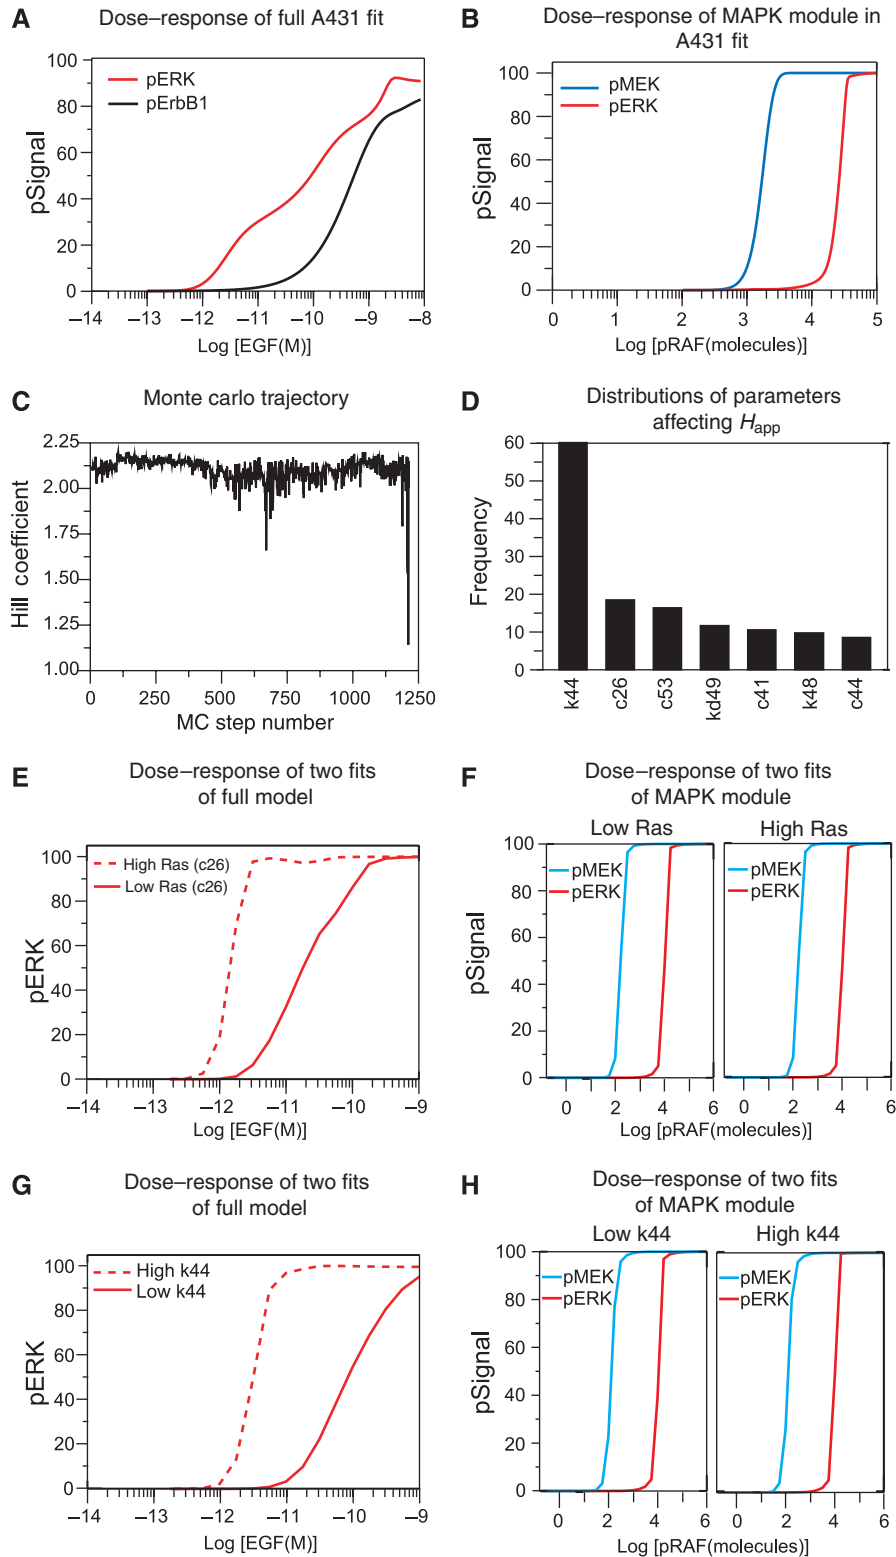 A
Dose–response of full A431 fit
100
80
60
40
20
0
pSignal
pERK
pErbB1
–14
–13
–12
–11
–10
–9
–8
Log [EGF(M)]
B
Dose–response of MAPK module in
A431 fit
100
80
60
40
20
0
pSignal
pMEK
pERK
0
1
2
3
4
5
Log [pRAF(molecules)]
C
Monte carlo trajectory
2.25
2.00
1.75
1.50
1.25
1.00
Hill coefficient
0
250
500
750
1000
1250
MC step number
D
Distributions of parameters
affecting Happ
60
50
40
30
20
10
0
Frequency
k44
c26
c53
kd49
c41
k48
c44
E
Dose–response of two fits
of full model
100
80
60
40
20
0
pERK
High Ras (c26)
Low Ras (c26)
–14
–13
–12
–11
–10
–9
Log [EGF(M)]
F
Dose–response of two fits
of MAPK module
Low Ras
High Ras
100
80
60
40
20
0
pSignal
pMEK
pERK
pMEK
pERK
0
2
4
6
0
2
4
6
Log [pRAF(molecules)]
G
Dose–response of two fits
of full model
100
80
60
40
20
0
pERK
High k44
Low k44
–14
–13
–12
–11
–10
–9
Log [EGF(M)]
H
Dose–response of two fits
of MAPK module
Low k44
High k44
100
80
60
40
20
0
pSignal
pMEK
pERK
pMEK
pERK
0
2
4
6
0
2
4
6
Log [pRAF(molecules)]